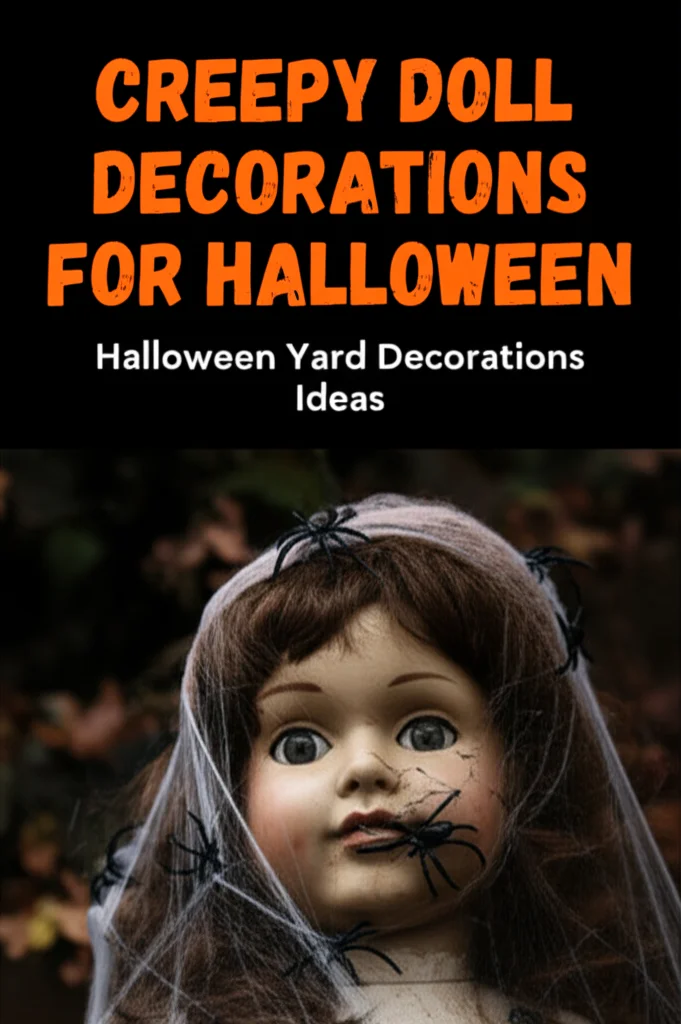 CREEPY DOLL
DECORATIONS
FOR HALLOWEEN
Halloween Yard Decorations
Ideas